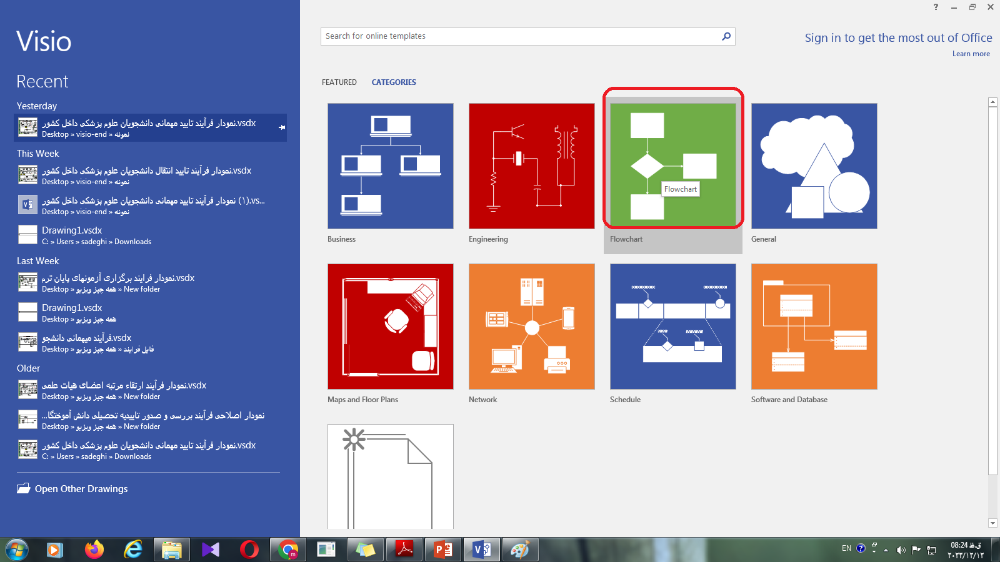 Visio
Recent
Yesterday
نمودار فرآیند تایید مهمانی دانشجویان علوم پزشکی داخل کشور.vsdx
Desktop » visio-end » نمونه
This Week
نمودار فرآیند تایید انتقال دانشجویان علوم پزشکی داخل کشور.vsdx
Desktop » visio-end » نمونه
نمودار فرآیند تایید مهمانی دانشجویان علوم پزشکی داخل کشور (۱).vs...
Desktop » visio-end » نمونه
Drawing1.vsdx
C: » Users » sadeghi » Downloads
Last Week
نمودار فرایند برگزاری آزمونهای پایان ترم.vsdx
Desktop » همه چیز ویزیو » New folder
Drawing1.vsdx
Desktop » همه چیز ویزیو
فرآیند میهمانی دانشجو.vsdx
Desktop » همه چیز ویزیو » فایل فرایند
Older
نمودار فرآیند ارتقاء مرتبه اعضای هیات علمی.vsdx
Desktop » همه چیز ویزیو » New folder
نمودار اصلاحی فرآیند بررسی و صدور تاییدیه تحصیلی دانش آموختگا...
Desktop » همه چیز ویزیو » New folder
نمودار فرآیند تایید مهمانی دانشجویان علوم پزشکی داخل کشور.vsdx
C: » Users » sadeghi » Downloads
Open Other Drawings
Search for online templates
Sign in to get the most out of Office
Learn more
FEATURED CATEGORIES
Flowchart
Business Engineering Flowchart General
Maps and Floor Plans Network Schedule Software and Database
EN
08:24 ق.ظ
۲۰۲۳/۱۲/۱۲